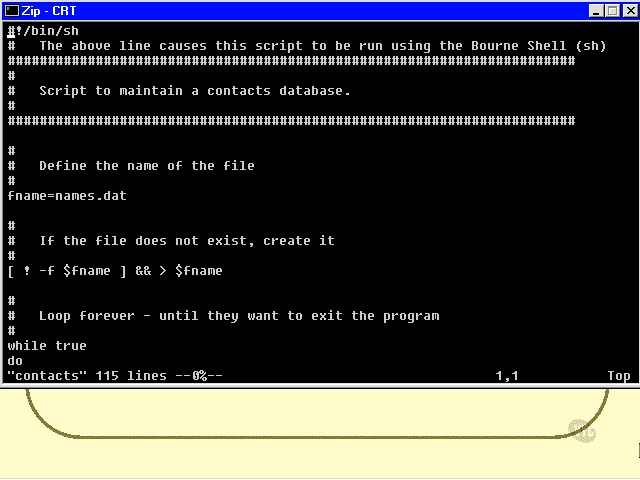 Zip - CRT
#!/bin/sh
#   The above line causes this script to be run using the Bourne Shell (sh)
#######################################################################
#
#   Script to maintain a contacts database.
#
#######################################################################
#
#   Define the name of the file
#
fname=names.dat
#
#   If the file does not exist, create it
#
[ ! -f $fname ] && > $fname
#
#   Loop forever - until they want to exit the program
#
while true
do
"contacts" 115 lines --0%--                                  1,1           Top